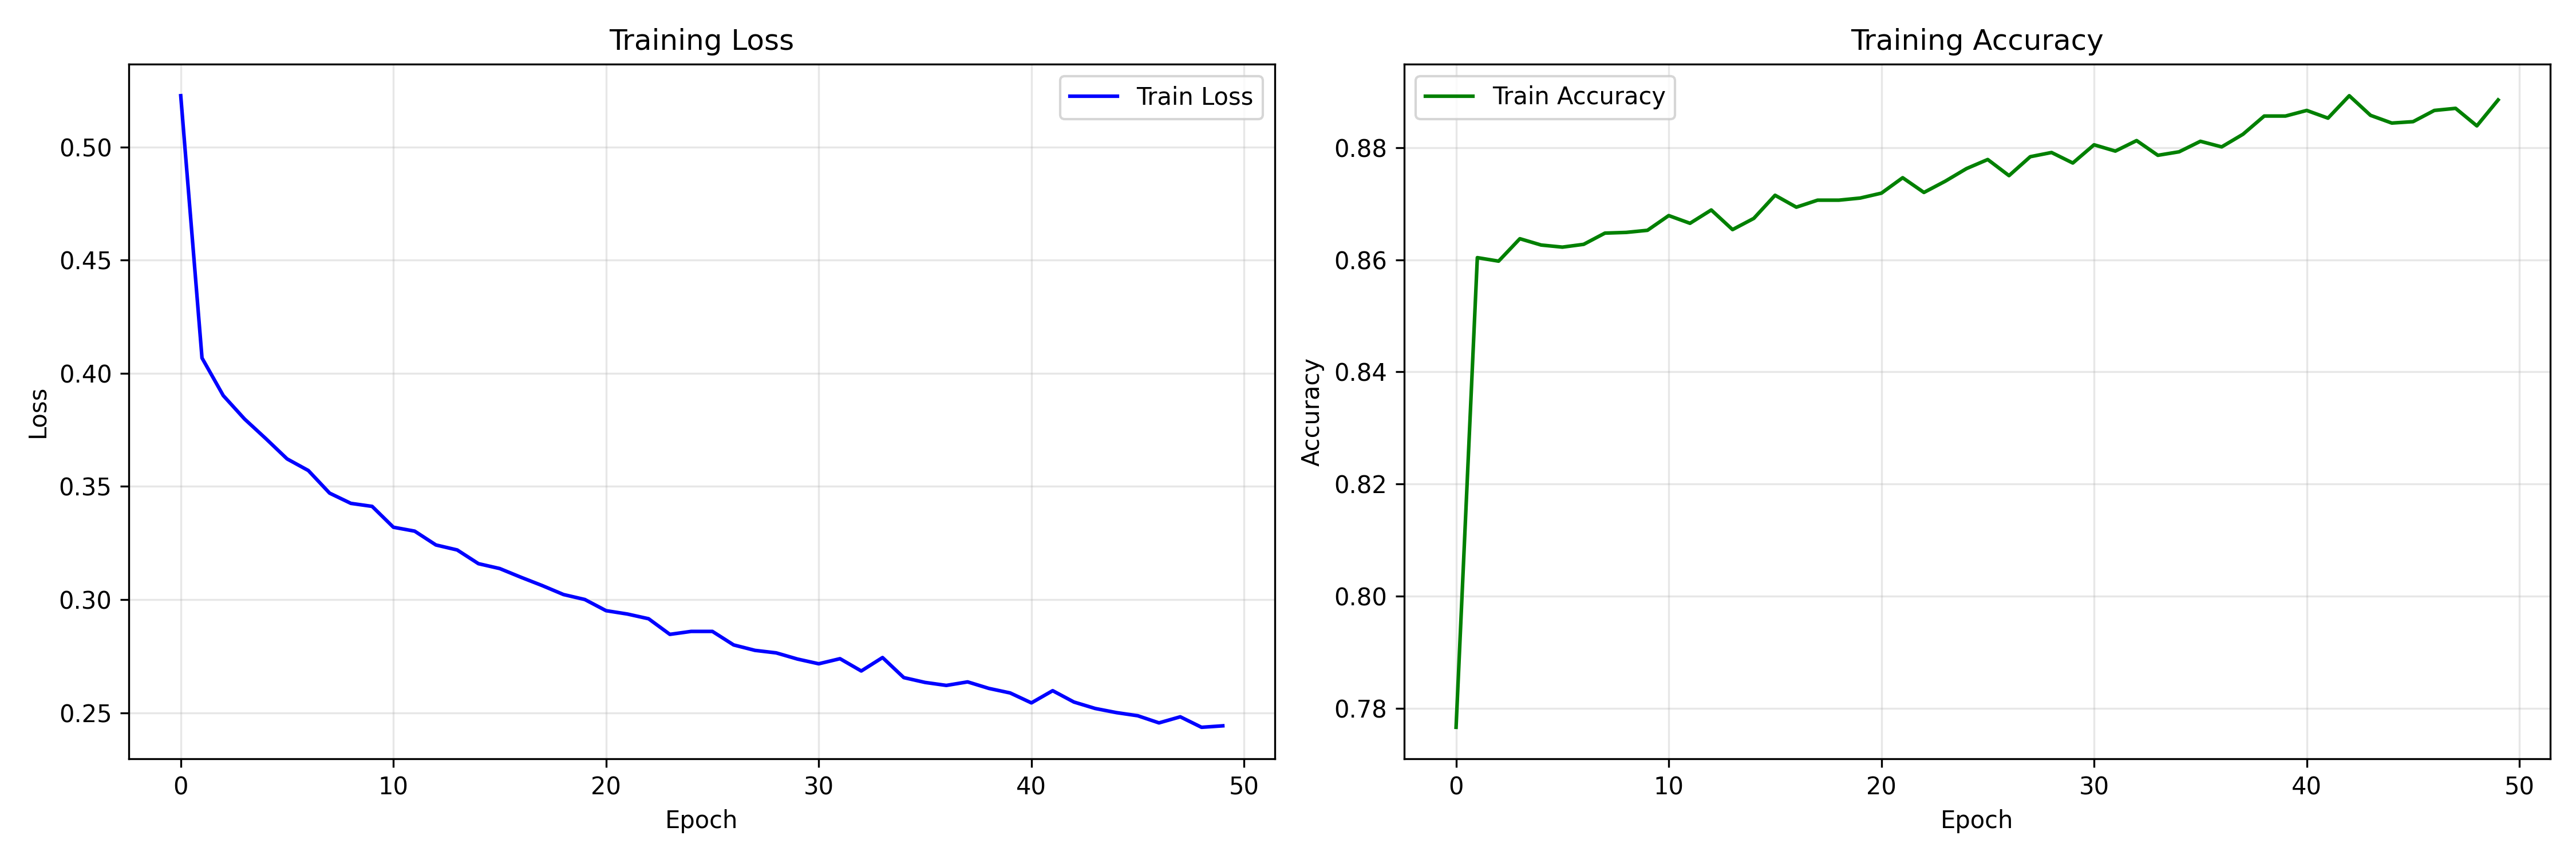 Training Loss
Train Loss
0.50
0.45
0.40
0.35
0.30
0.25
Loss
0 10 20 30 40 50
Epoch
Training Accuracy
Train Accuracy
0.88
0.86
0.84
0.82
0.80
0.78
Accuracy
0 10 20 30 40 50
Epoch